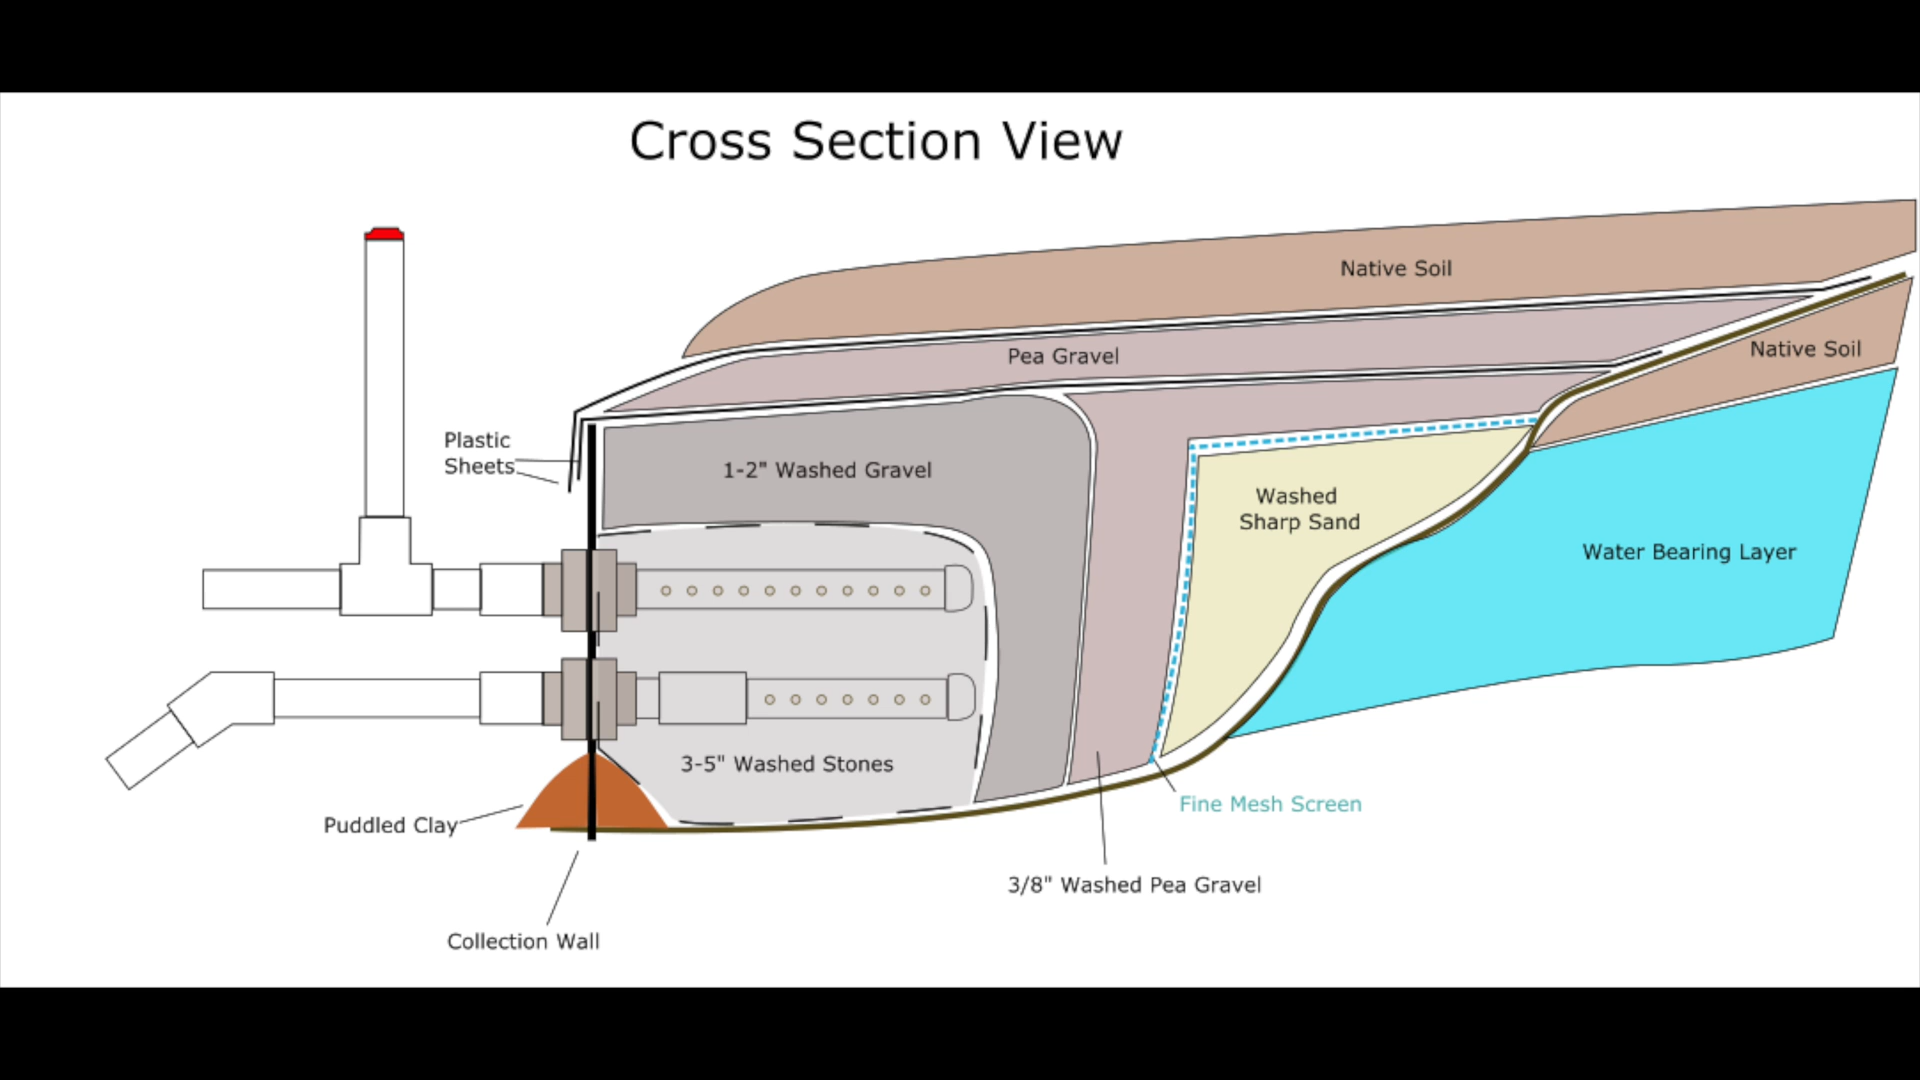 Cross Section View
Native Soil
Native Soil
Pea Gravel
Plastic
Sheets
1-2" Washed Gravel
Washed
Sharp Sand
Water Bearing Layer
3-5" Washed Stones
Fine Mesh Screen
Puddled Clay
3/8" Washed Pea Gravel
Collection Wall